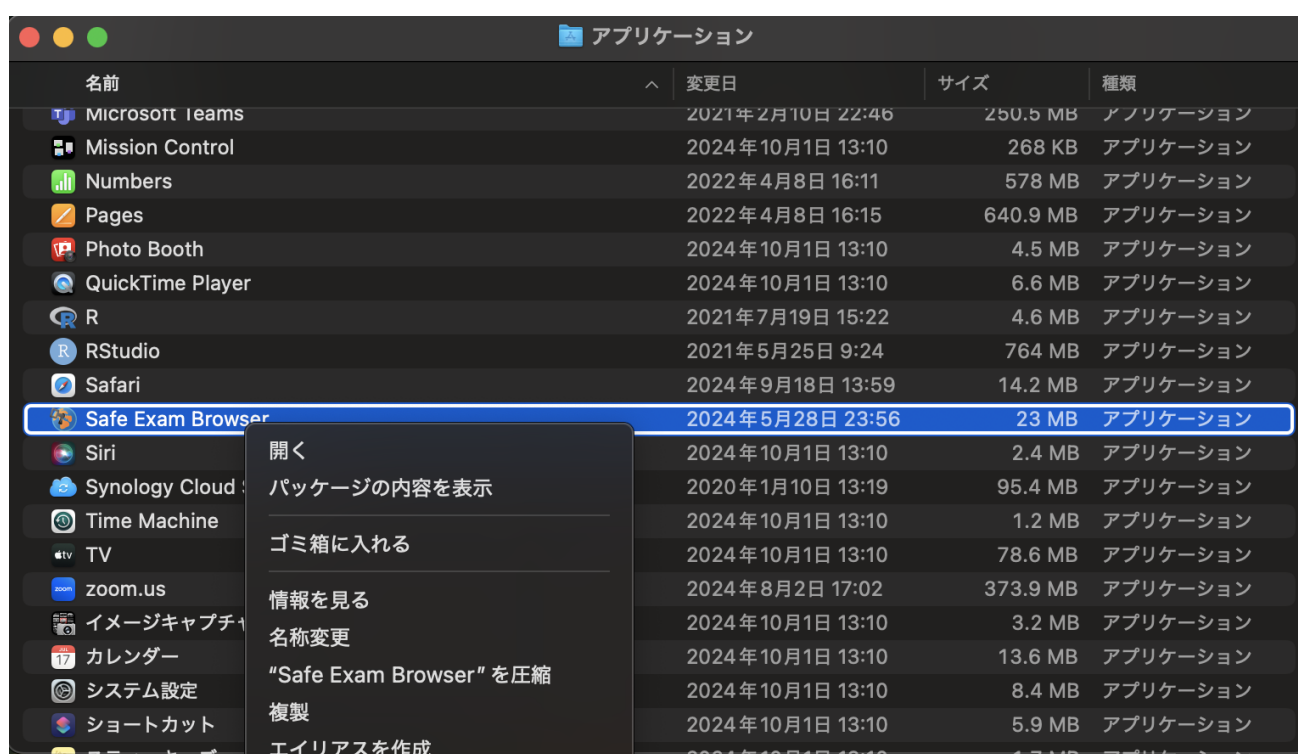 アプリケーション
名前 変更日 サイズ 種類
Microsoft Teams 2021年2月10日 22:46 250.5 MB アプリケーション
Mission Control 2024年10月1日 13:10 268 KB アプリケーション
Numbers 2022年4月8日 16:11 578 MB アプリケーション
Pages 2022年4月8日 16:15 640.9 MB アプリケーション
Photo Booth 2024年10月1日 13:10 4.5 MB アプリケーション
QuickTime Player 2024年10月1日 13:10 6.6 MB アプリケーション
R 2021年7月19日 15:22 4.6 MB アプリケーション
RStudio 2021年5月25日 9:24 764 MB アプリケーション
Safari 2024年9月18日 13:59 14.2 MB アプリケーション
Safe Exam Browser 2024年5月28日 23:56 23 MB アプリケーション
Siri 2024年10月1日 13:10 2.4 MB アプリケーション
Synology Cloud 2020年1月10日 13:19 95.4 MB アプリケーション
Time Machine 2024年10月1日 13:10 1.2 MB アプリケーション
TV 2024年10月1日 13:10 78.6 MB アプリケーション
zoom.us 2024年8月2日 17:02 373.9 MB アプリケーション
イメージキャプチャ 2024年10月1日 13:10 3.2 MB アプリケーション
カレンダー 2024年10月1日 13:10 13.6 MB アプリケーション
システム設定 2024年10月1日 13:10 8.4 MB アプリケーション
ショートカット 2024年10月1日 13:10 5.9 MB アプリケーション
開く
パッケージの内容を表示
ゴミ箱に入れる
情報を見る
名称変更
“Safe Exam Browser” を圧縮
複製
エイリアスを作成